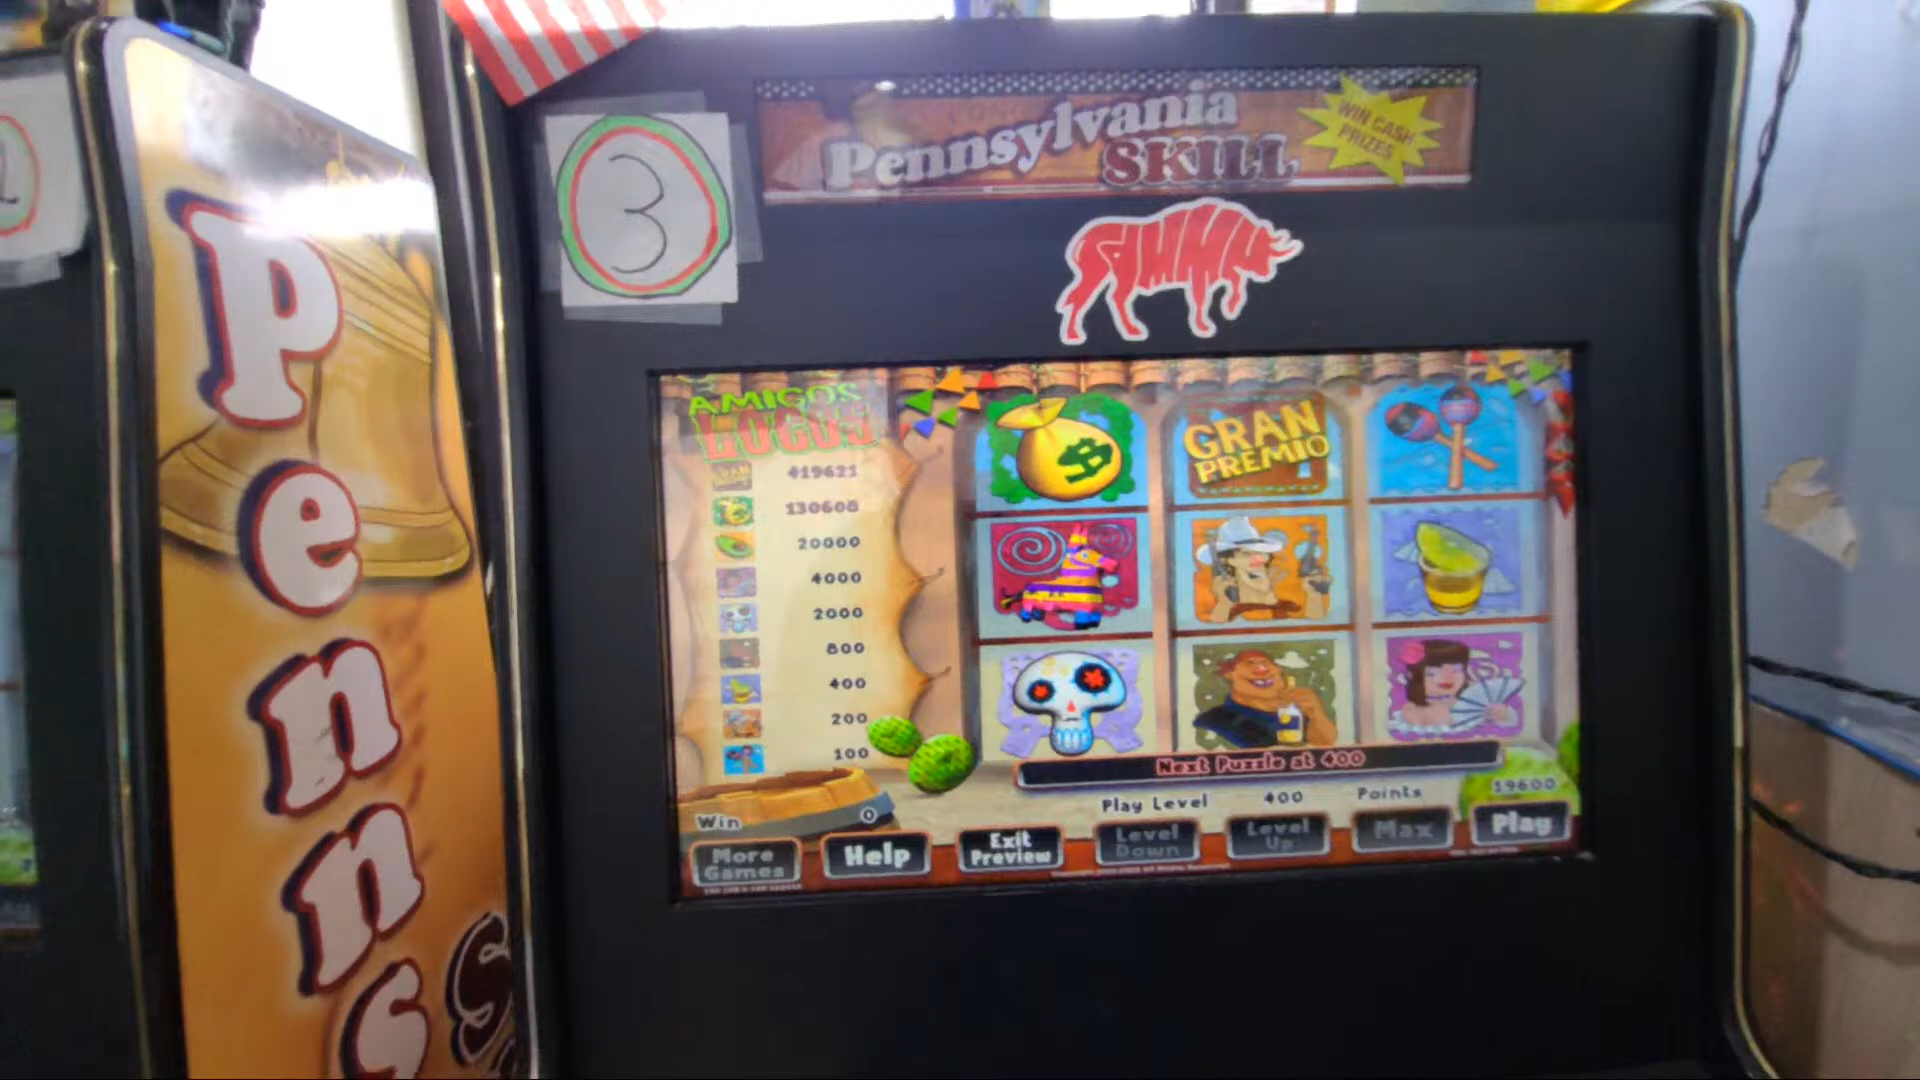 Pennsylvania
SKILL
WIN CASH
PRIZES
3
Penns
AMIGOS
LOCOS
419621
130608
20000
4000
2000
800
400
200
100
GRAN
PREMIO
Next Puzzle at 400
Play Level 400 Points 19600
Win 0
More
Games
Help
Exit
Preview
Level
Down
Level
Up
Max
Play